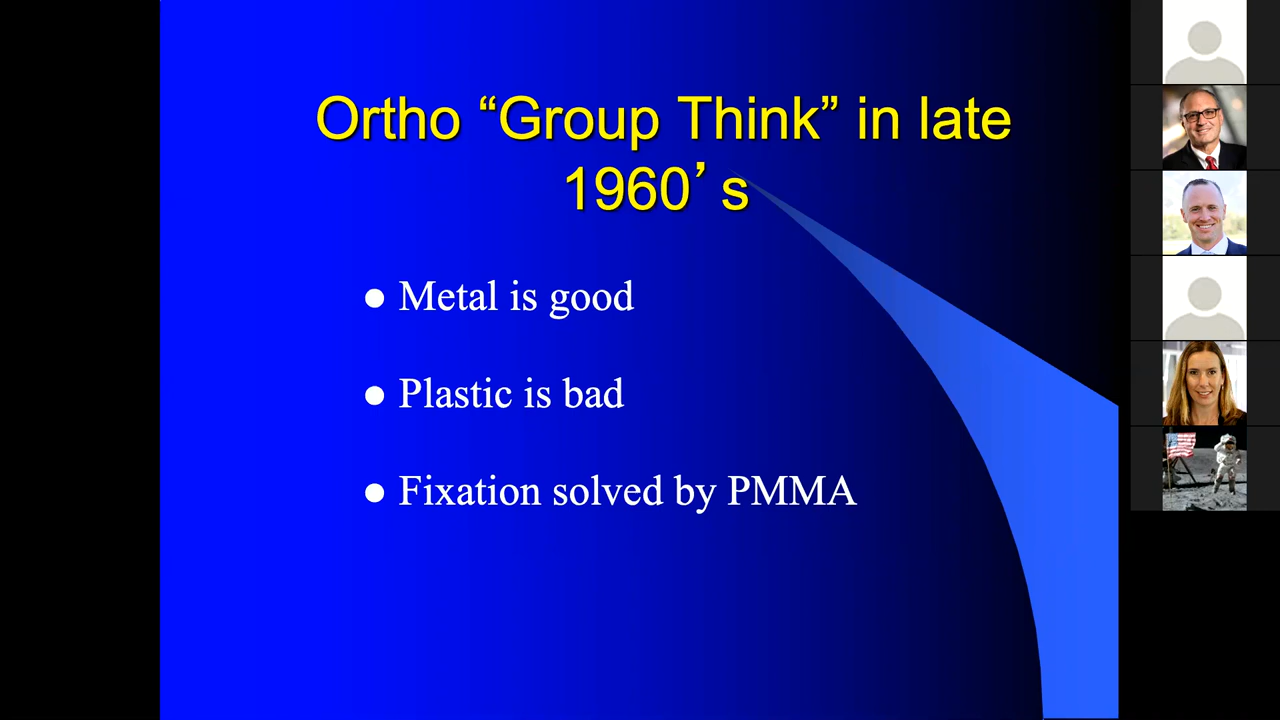 Ortho “Group Think” in late
1960’s
● Metal is good
● Plastic is bad
● Fixation solved by PMMA